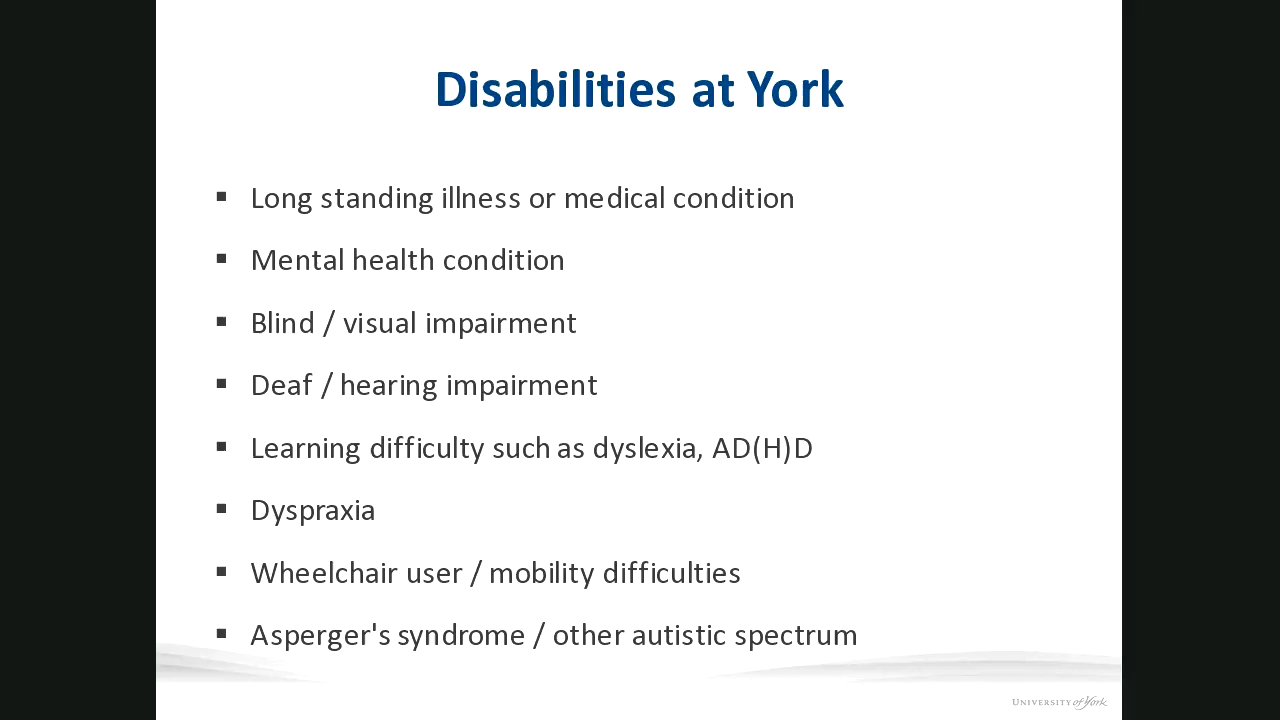 Disabilities at York
▪ Long standing illness or medical condition
▪ Mental health condition
▪ Blind / visual impairment
▪ Deaf / hearing impairment
▪ Learning difficulty such as dyslexia, AD(H)D
▪ Dyspraxia
▪ Wheelchair user / mobility difficulties
▪ Asperger's syndrome / other autistic spectrum
UNIVERSITY of York